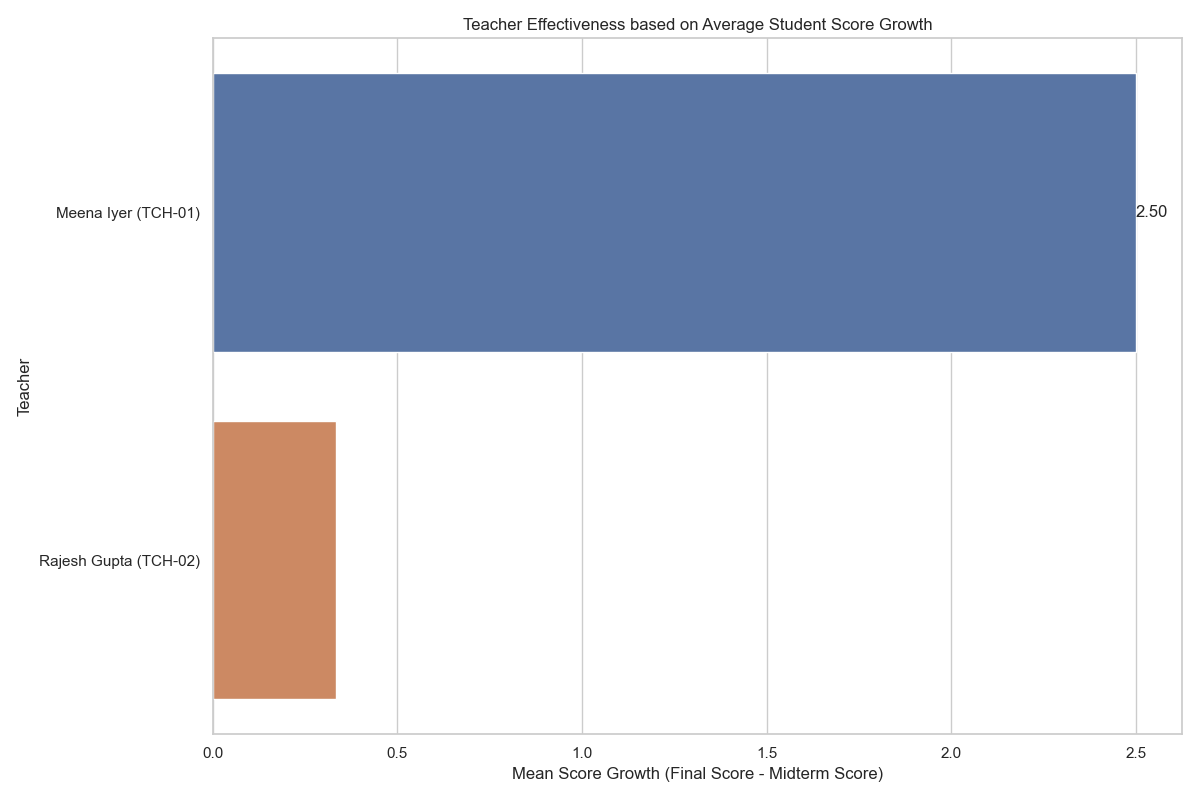 Teacher Effectiveness based on Average Student Score Growth
Meena Iyer (TCH-01)
2.50
Teacher
Rajesh Gupta (TCH-02)
0.0 0.5 1.0 1.5 2.0 2.5
Mean Score Growth (Final Score - Midterm Score)